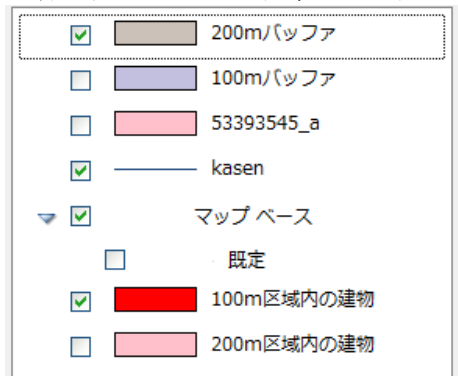 200mバッファ
100mバッファ
53393545_a
kasen
マップ ベース
既定
100m区域内の建物
200m区域内の建物